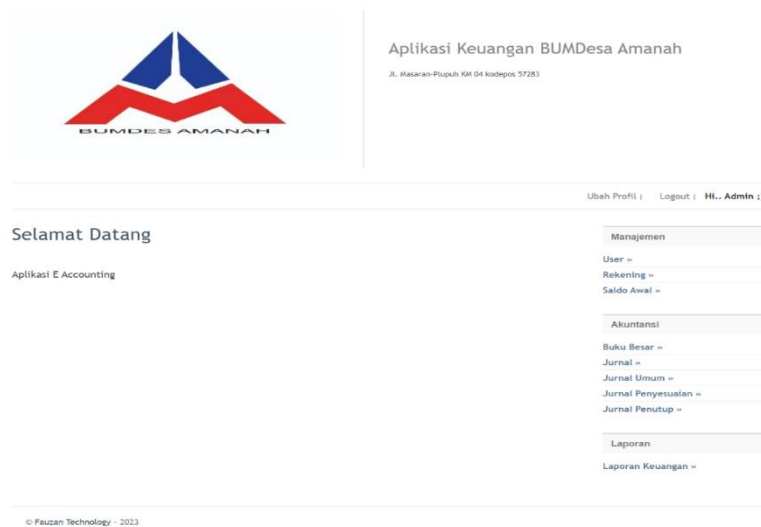 BUMDES AMANAH
Aplikasi Keuangan BUMDesa Amanah
Jl. Masaran-Plupuh KM 04 kodepos 57283
Ubah Profil ¦ Logout ¦ Hi.. Admin ;
Selamat Datang
Aplikasi E Accounting
Manajemen
User »
Rekening »
Saldo Awal »
Akuntansi
Buku Besar »
Jurnal »
Jurnal Umum »
Jurnal Penyesuaian »
Jurnal Penutup »
Laporan
Laporan Keuangan »
© Fauzan Technology - 2023